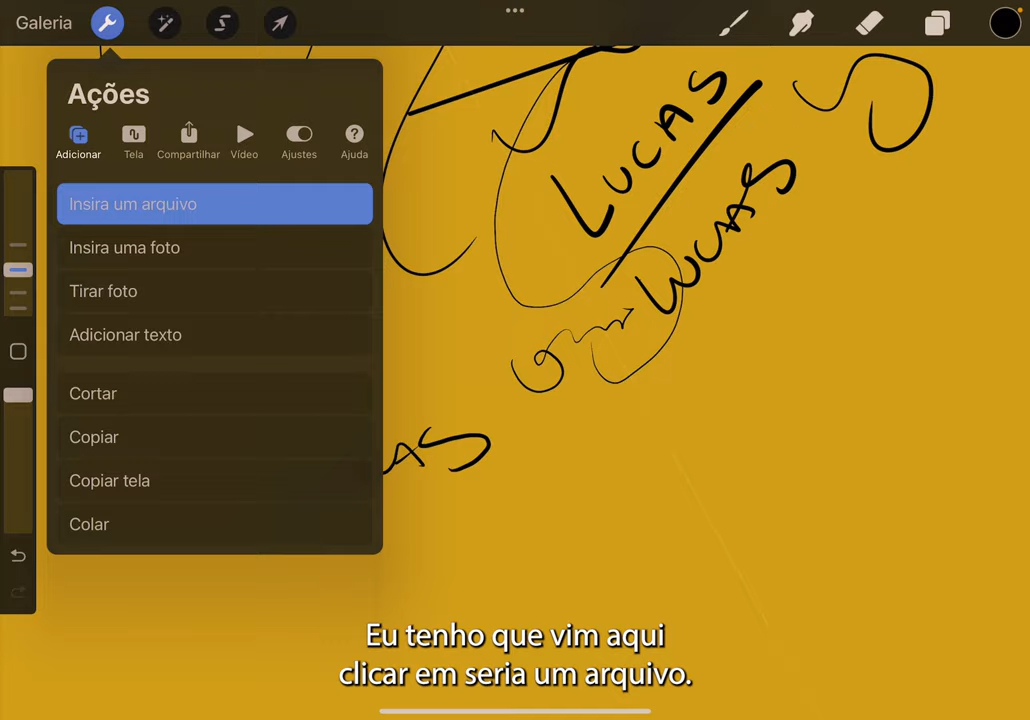 Galeria
Ações
Adicionar Tela Compartilhar Vídeo Ajustes Ajuda
Insira um arquivo
Insira uma foto
Tirar foto
Adicionar texto
Cortar
Copiar
Copiar tela
Colar
LUCAS
LUCAS
AS
Eu tenho que vim aqui
clicar em seria um arquivo.